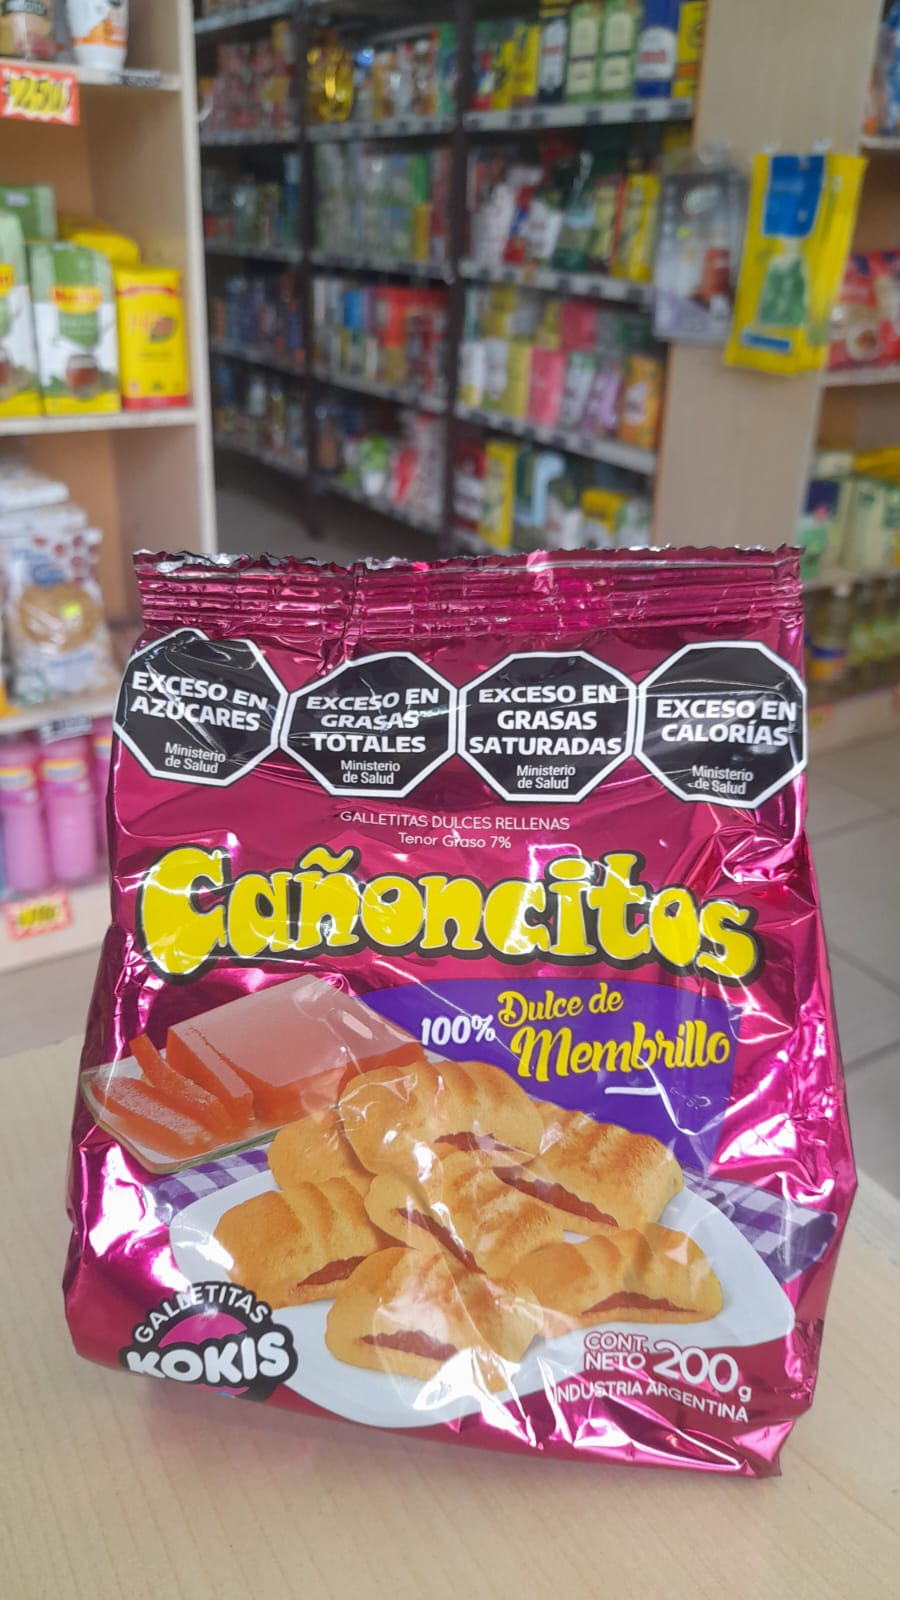 EXCESO EN
AZÚCARES
Ministerio
de Salud
EXCESO EN
GRASAS
TOTALES
Ministerio
de Salud
EXCESO EN
GRASAS
SATURADAS
Ministerio
de Salud
EXCESO EN
CALORÍAS
Ministerio
de Salud
GALLETITAS DULCES RELLENAS
Tenor Graso 7%
Cañoncitos
100% Dulce de
Membrillo
GALLETITAS
KOKIS
CONT.
NETO 200g
INDUSTRIA ARGENTINA